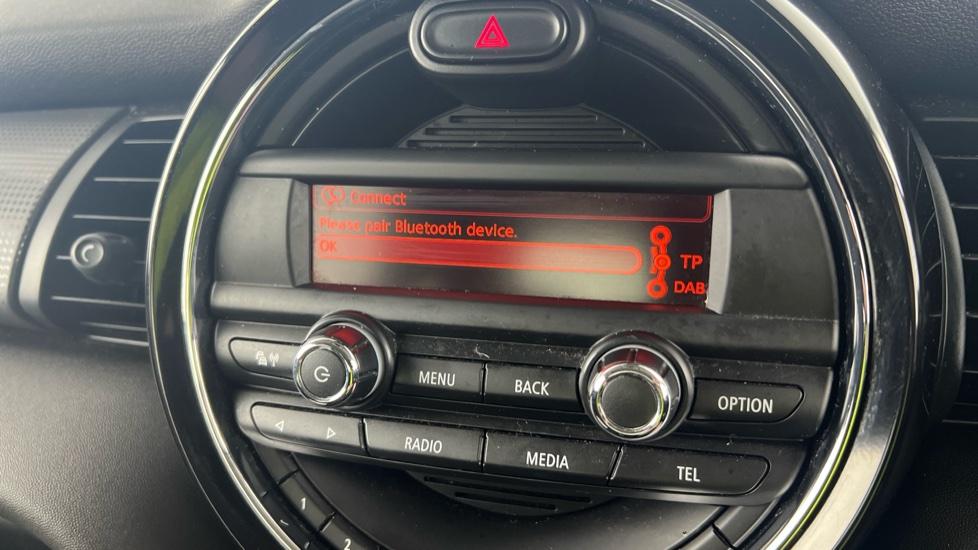 Connect
Please pair Bluetooth device.
OK
TP
DAB
MENU
BACK
OPTION
RADIO
MEDIA
TEL
1
2